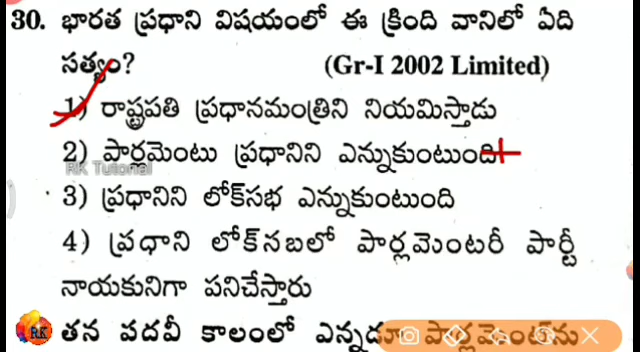 30. భారత ప్రధాని విషయంలో ఈ క్రింది వానిలో ఏది
సత్యం? (Gr-I 2002 Limited)
1) రాష్ట్రపతి ప్రధానమంత్రిని నియమిస్తాడు
2) పార్లమెంటు ప్రధానిని ఎన్నుకుంటుంది
RK Tutorial
3) ప్రధానిని లోక్‌సభ ఎన్నుకుంటుంది
4) ప్రధాని లోక్‌సభలో పార్లమెంటరీ పార్టీ
నాయకునిగా పనిచేస్తారు
RK తన పదవీ కాలంలో ఎన్నడూ పార్లమెంట్‌ను